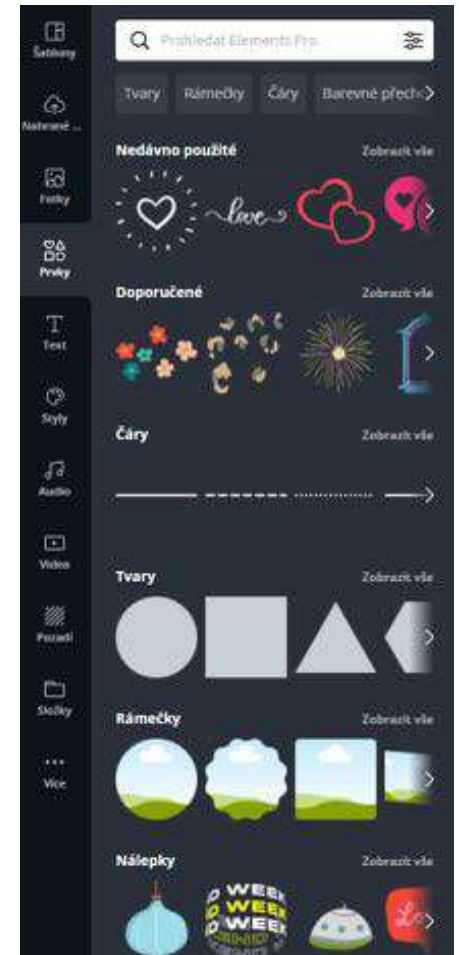 Šablony
Nahrané ...
Fotky
Prvky
Text
Styly
Audio
Videa
Pozadí
Složky
Více
Prohledat Elements Pro
Tvary
Rámečky
Čáry
Barevné přech
Nedávno použité
Zobrazit vše
love
Doporučené
Zobrazit vše
Čáry
Zobrazit vše
Tvary
Zobrazit vše
Rámečky
Zobrazit vše
Nálepky
Zobrazit vše
WEE
D WEEK
D WEEK
WEEK